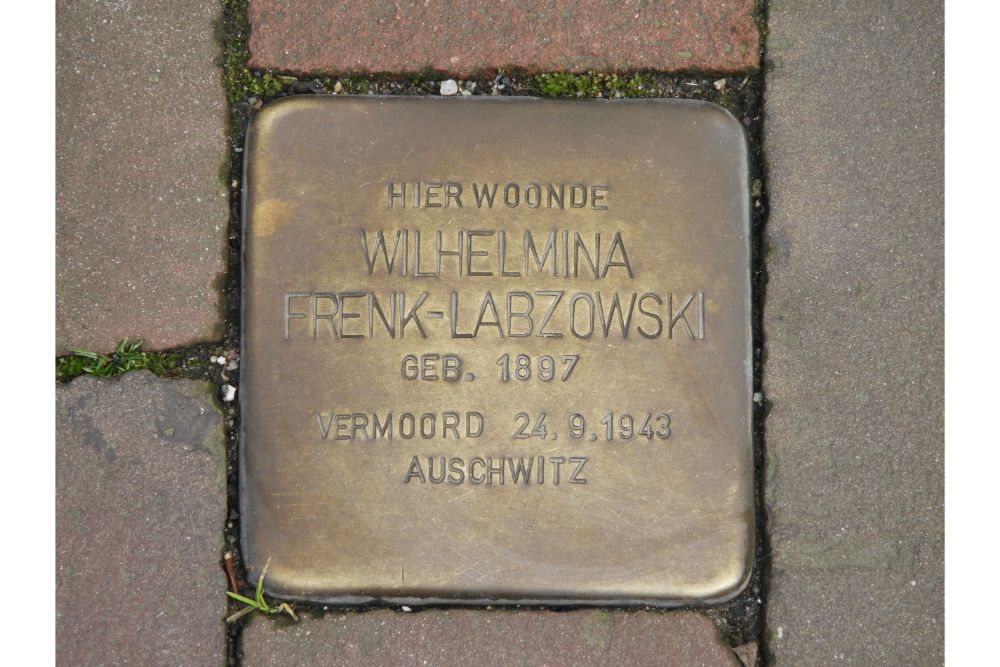 HIER WOONDE
WILHELMINA
FRENK-LABZOWSKI
GEB. 1897
VERMOORD 24.9.1943
AUSCHWITZ